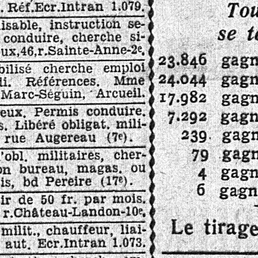 . Réf.Ecr.Intran 1.079.
isable, instruction se-
conduire, cherche si-
ux,46,r.Sainte-Anne-2e.
bilisé cherche emploi
di. Références. Mme
Marc-Séguin, Arcueil.
eux. Permis conduire.
s. Libéré obligat. mili-
rue Augereau (7e).
'obl. militaires, cher-
on bureau, magas. ou
is, bd Pereire (17e).
ir de 50 fr. par mois.
r.Château-Landon-10e.
milit., chauffeur, liai-
aut. Ecr.Intran 1.073.
Tou
se t
23.846 gagn
24.044 gagn
17.982 gagn
7.292 gagn
239 gagn
79 gagn
4 gagn
6 gagn
Le tirage